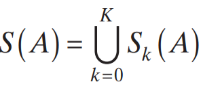 S(A) = ⋃_{k=0}^{K} S_k(A)